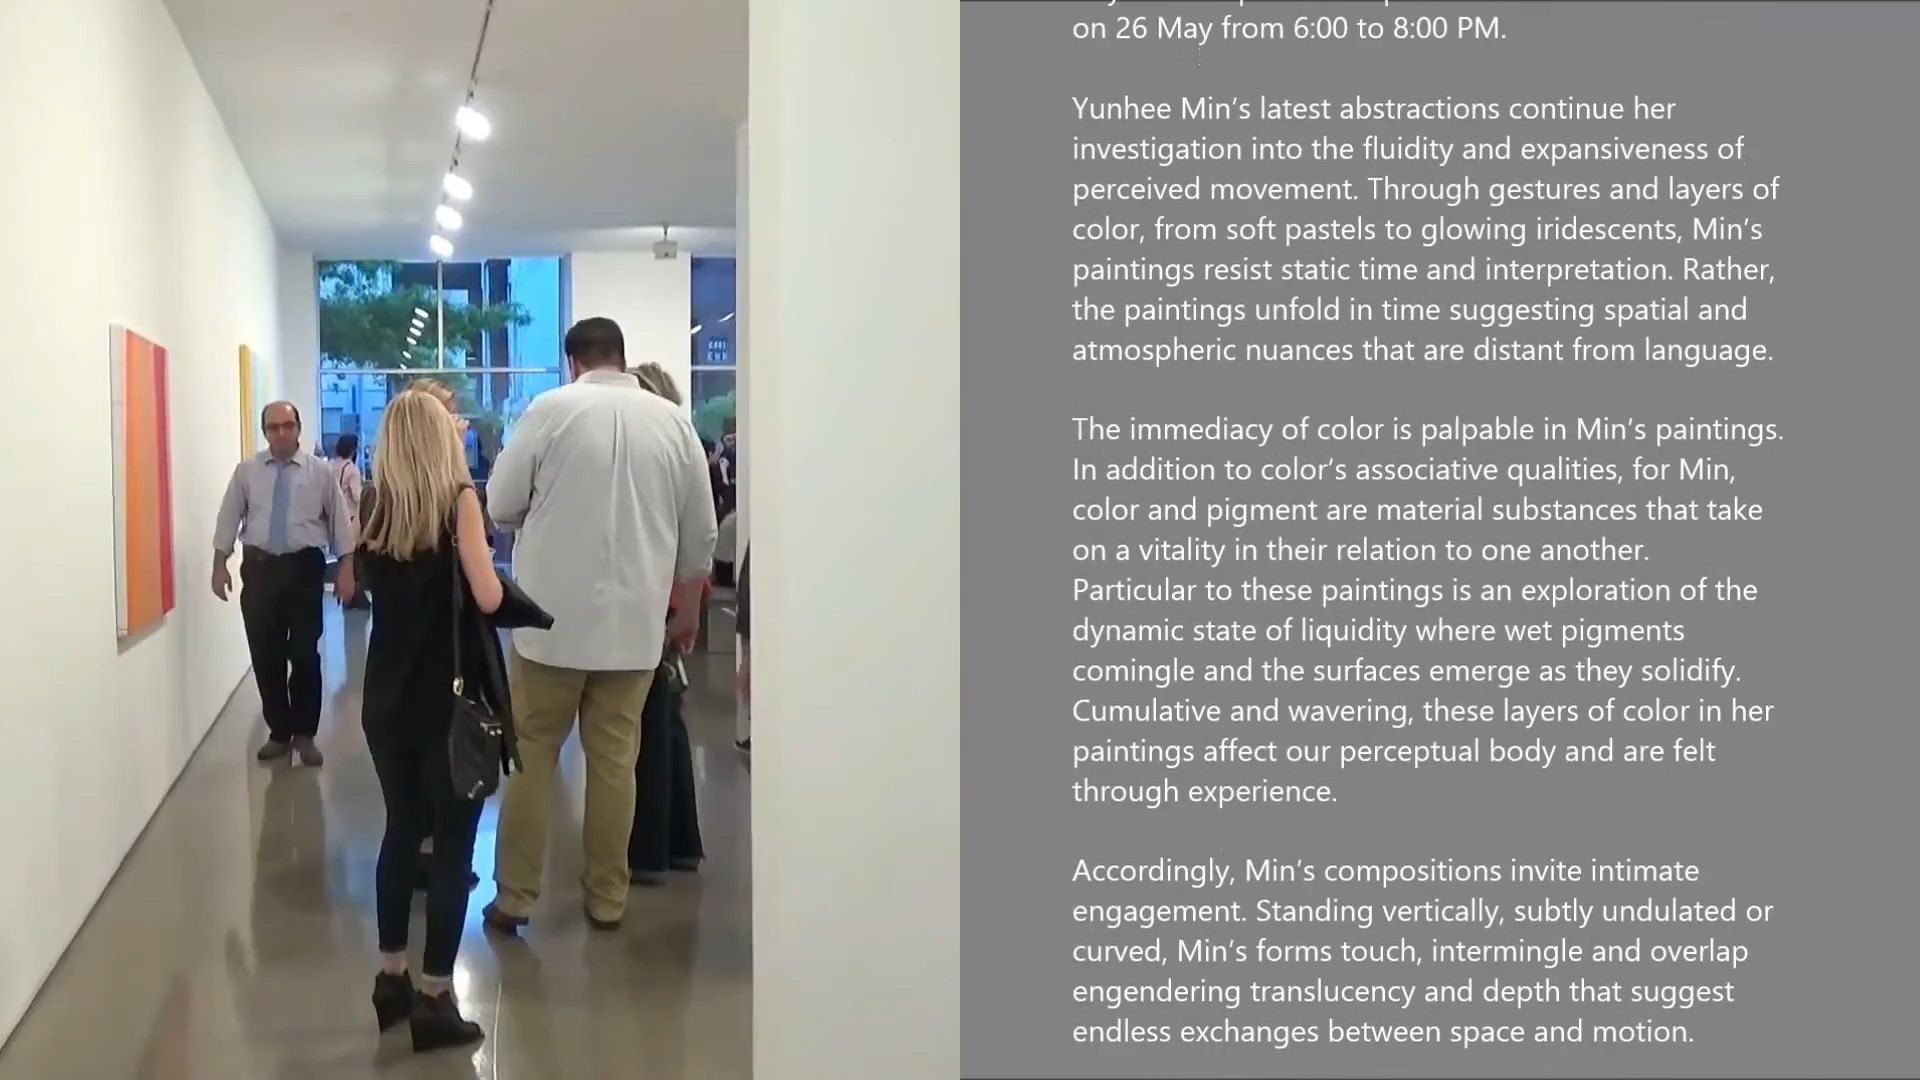 on 26 May from 6:00 to 8:00 PM.
Yunhee Min’s latest abstractions continue her
investigation into the fluidity and expansiveness of
perceived movement. Through gestures and layers of
color, from soft pastels to glowing iridescents, Min’s
paintings resist static time and interpretation. Rather,
the paintings unfold in time suggesting spatial and
atmospheric nuances that are distant from language.
The immediacy of color is palpable in Min’s paintings.
In addition to color’s associative qualities, for Min,
color and pigment are material substances that take
on a vitality in their relation to one another.
Particular to these paintings is an exploration of the
dynamic state of liquidity where wet pigments
comingle and the surfaces emerge as they solidify.
Cumulative and wavering, these layers of color in her
paintings affect our perceptual body and are felt
through experience.
Accordingly, Min’s compositions invite intimate
engagement. Standing vertically, subtly undulated or
curved, Min’s forms touch, intermingle and overlap
engendering translucency and depth that suggest
endless exchanges between space and motion.